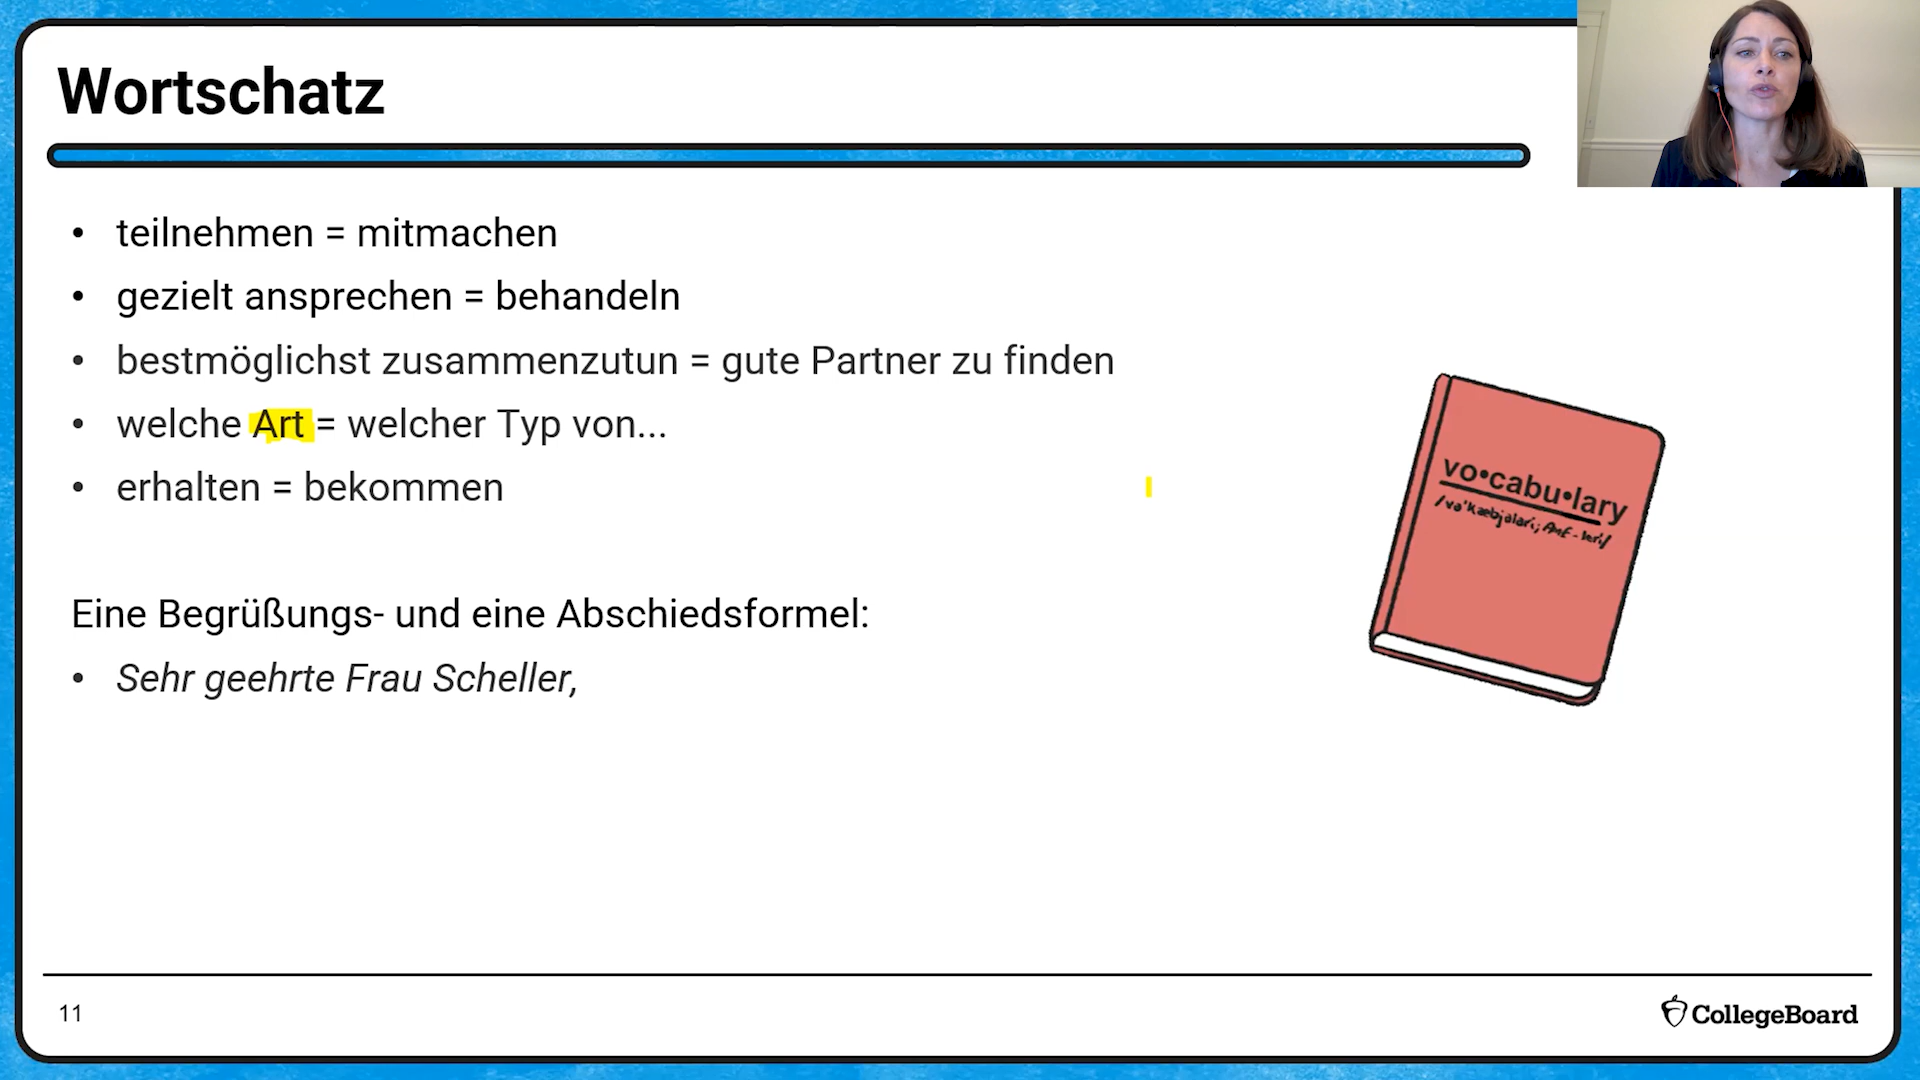 Wortschatz
• teilnehmen = mitmachen
• gezielt ansprechen = behandeln
• bestmöglichst zusammenzutun = gute Partner zu finden
• welche Art = welcher Typ von...
• erhalten = bekommen
vo•cabu•lary
Eine Begrüßungs- und eine Abschiedsformel:
• Sehr geehrte Frau Scheller,
11
CollegeBoard